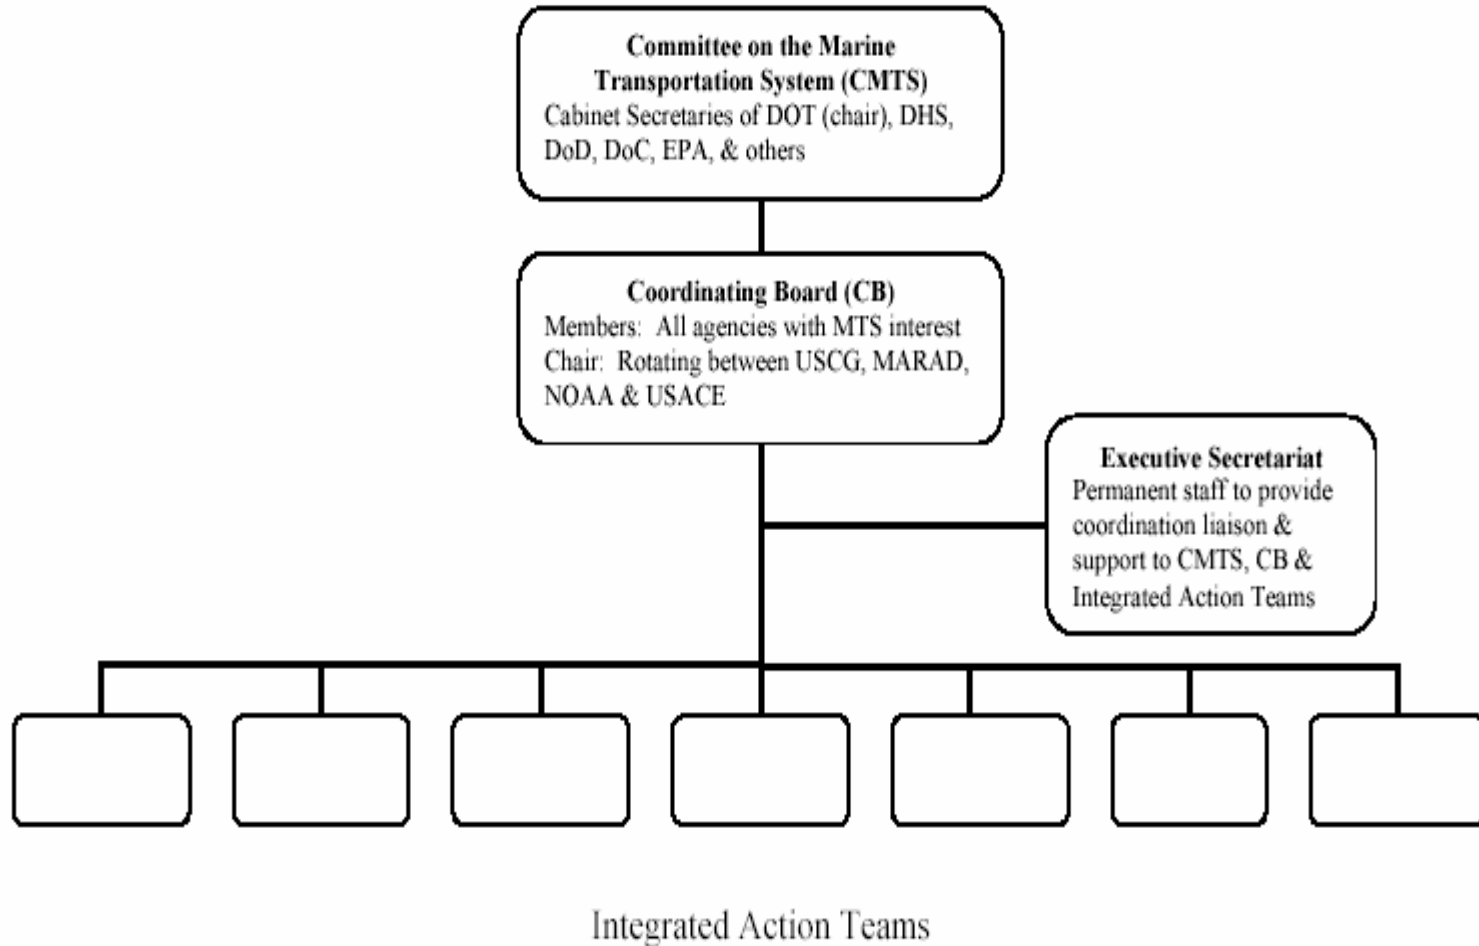 Committee on the Marine
Transportation System (CMTS)
Cabinet Secretaries of DOT (chair), DHS,
DoD, DoC, EPA, & others
Coordinating Board (CB)
Members: All agencies with MTS interest
Chair: Rotating between USCG, MARAD,
NOAA & USACE
Executive Secretariat
Permanent staff to provide
coordination liaison &
support to CMTS, CB &
Integrated Action Teams
Integrated Action Teams